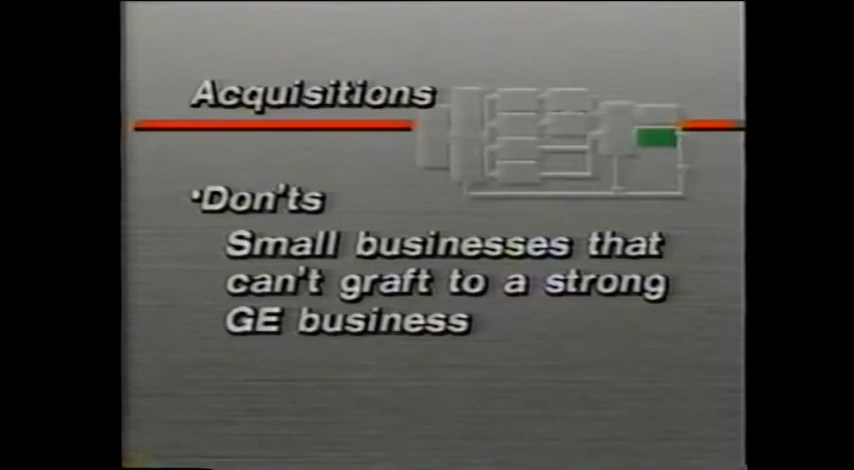 Acquisitions
·Don'ts
Small businesses that
can't graft to a strong
GE business